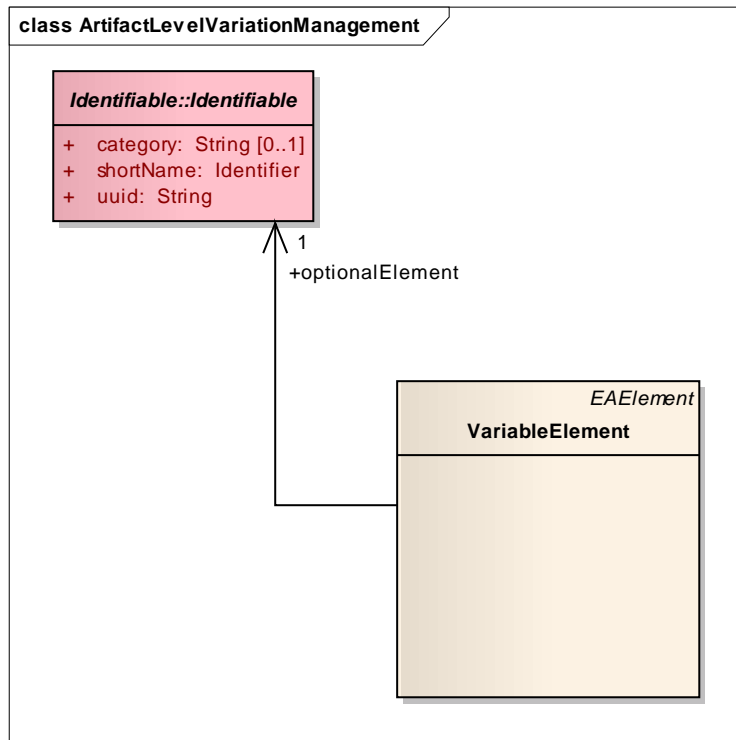 class ArtifactLevelVariationManagement
Identifiable::Identifiable
+ category: String [0..1]
+ shortName: Identifier
+ uuid: String
1
+optionalElement
EAElement
VariableElement